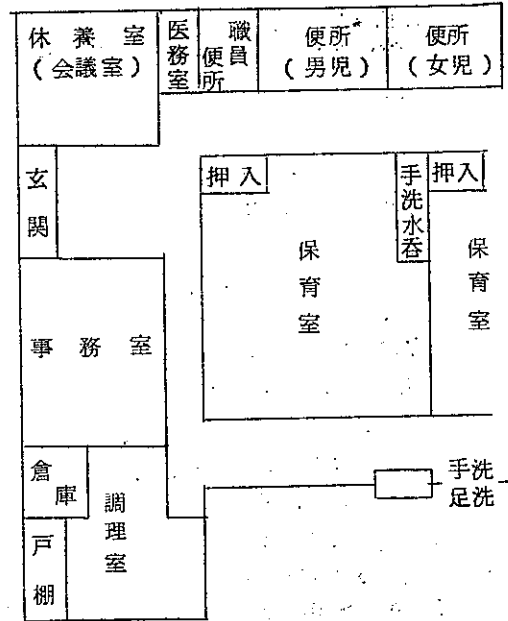 休養室
(会議室)
医務室
職員
便所
便所
(男児)
便所
(女児)
玄関
押入
手洗水呑
押入
保育室
保育室
事務室
倉庫
調理室
戸棚
手洗
足洗